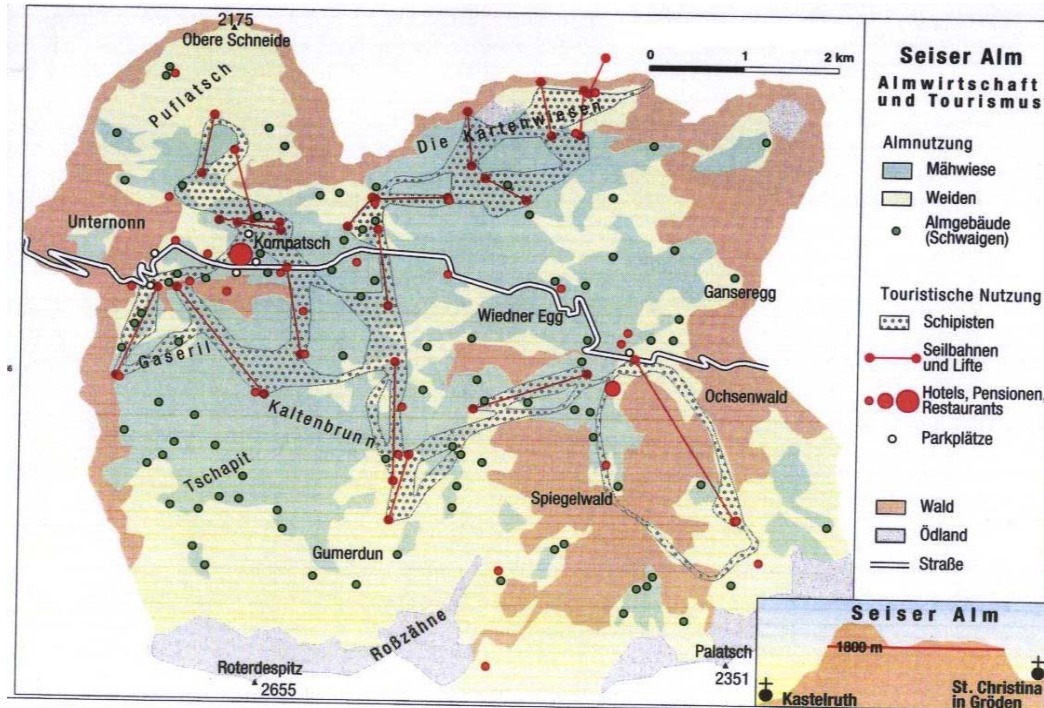 2175
Obere Schneide
Puflatsch
0 1 2 km
Die Kartenwiesen
Unternonn
Kompatsch
Wiedner Egg
Ganseregg
Gaseril
Kaltenbrunn
Ochsenwald
Tschapit
Spiegelwald
Gumerdun
Roßzähne
Roterdespitz
2655
Palatsch
2351
Seiser Alm
Almwirtschaft
und Tourismus
Almnutzung
Mähwiese
Weiden
Almgebäude
(Schwaigen)
Touristische Nutzung
Schipisten
Seilbahnen
und Lifte
Hotels, Pensionen,
Restaurants
Parkplätze
Wald
Ödland
Straße
Seiser Alm
1800 m
Kastelruth
St. Christina
in Gröden